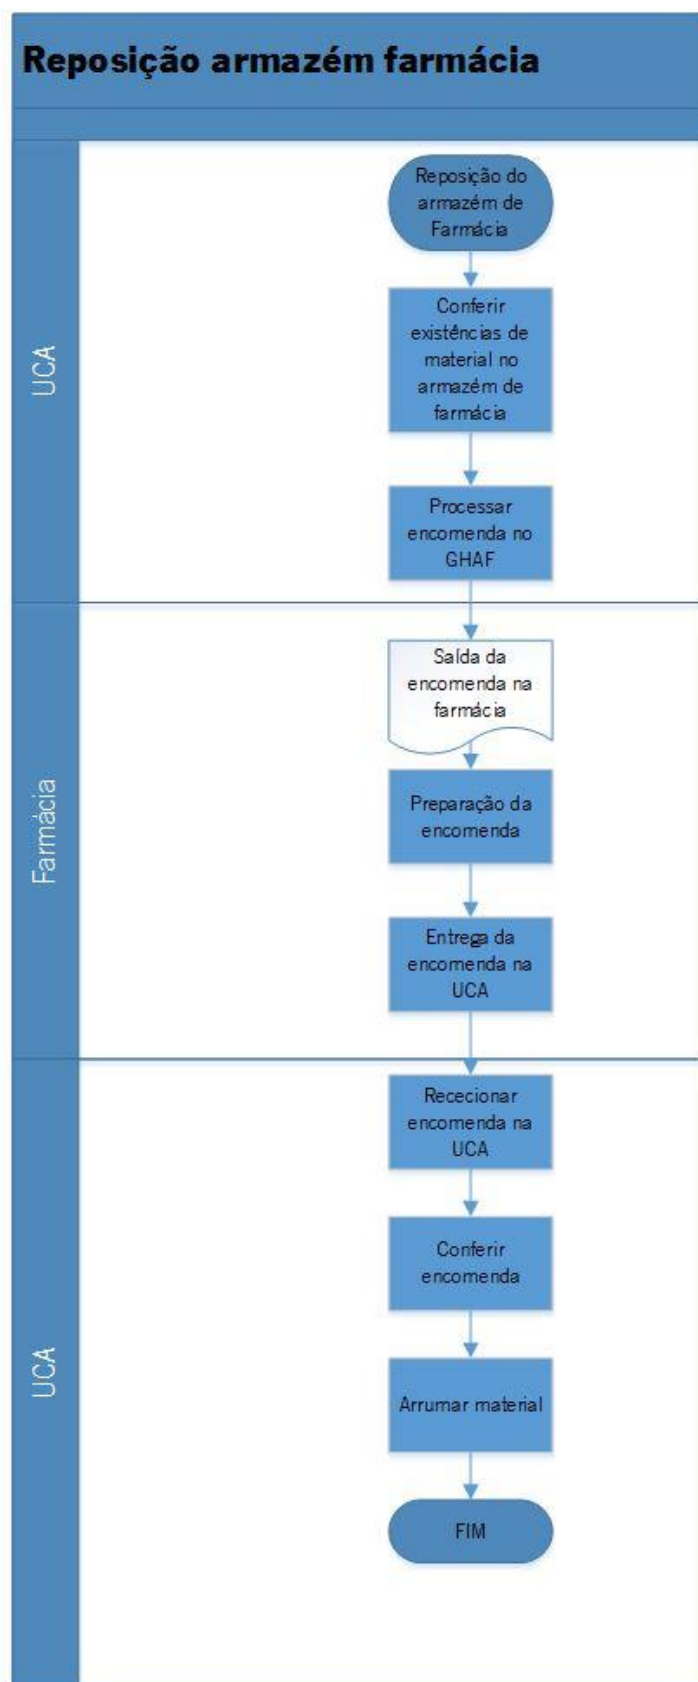 Reposição armazém farmácia
UCA
Reposição do
armazém de
Farmácia
Conferir
existências de
material no
armazém de
farmácia
Processar
encomenda no
GHAF
Farmácia
Saída da
encomenda na
farmácia
Preparação da
encomenda
Entrega da
encomenda na
UCA
UCA
Rececionar
encomenda na
UCA
Conferir
encomenda
Arrumar material
FIM